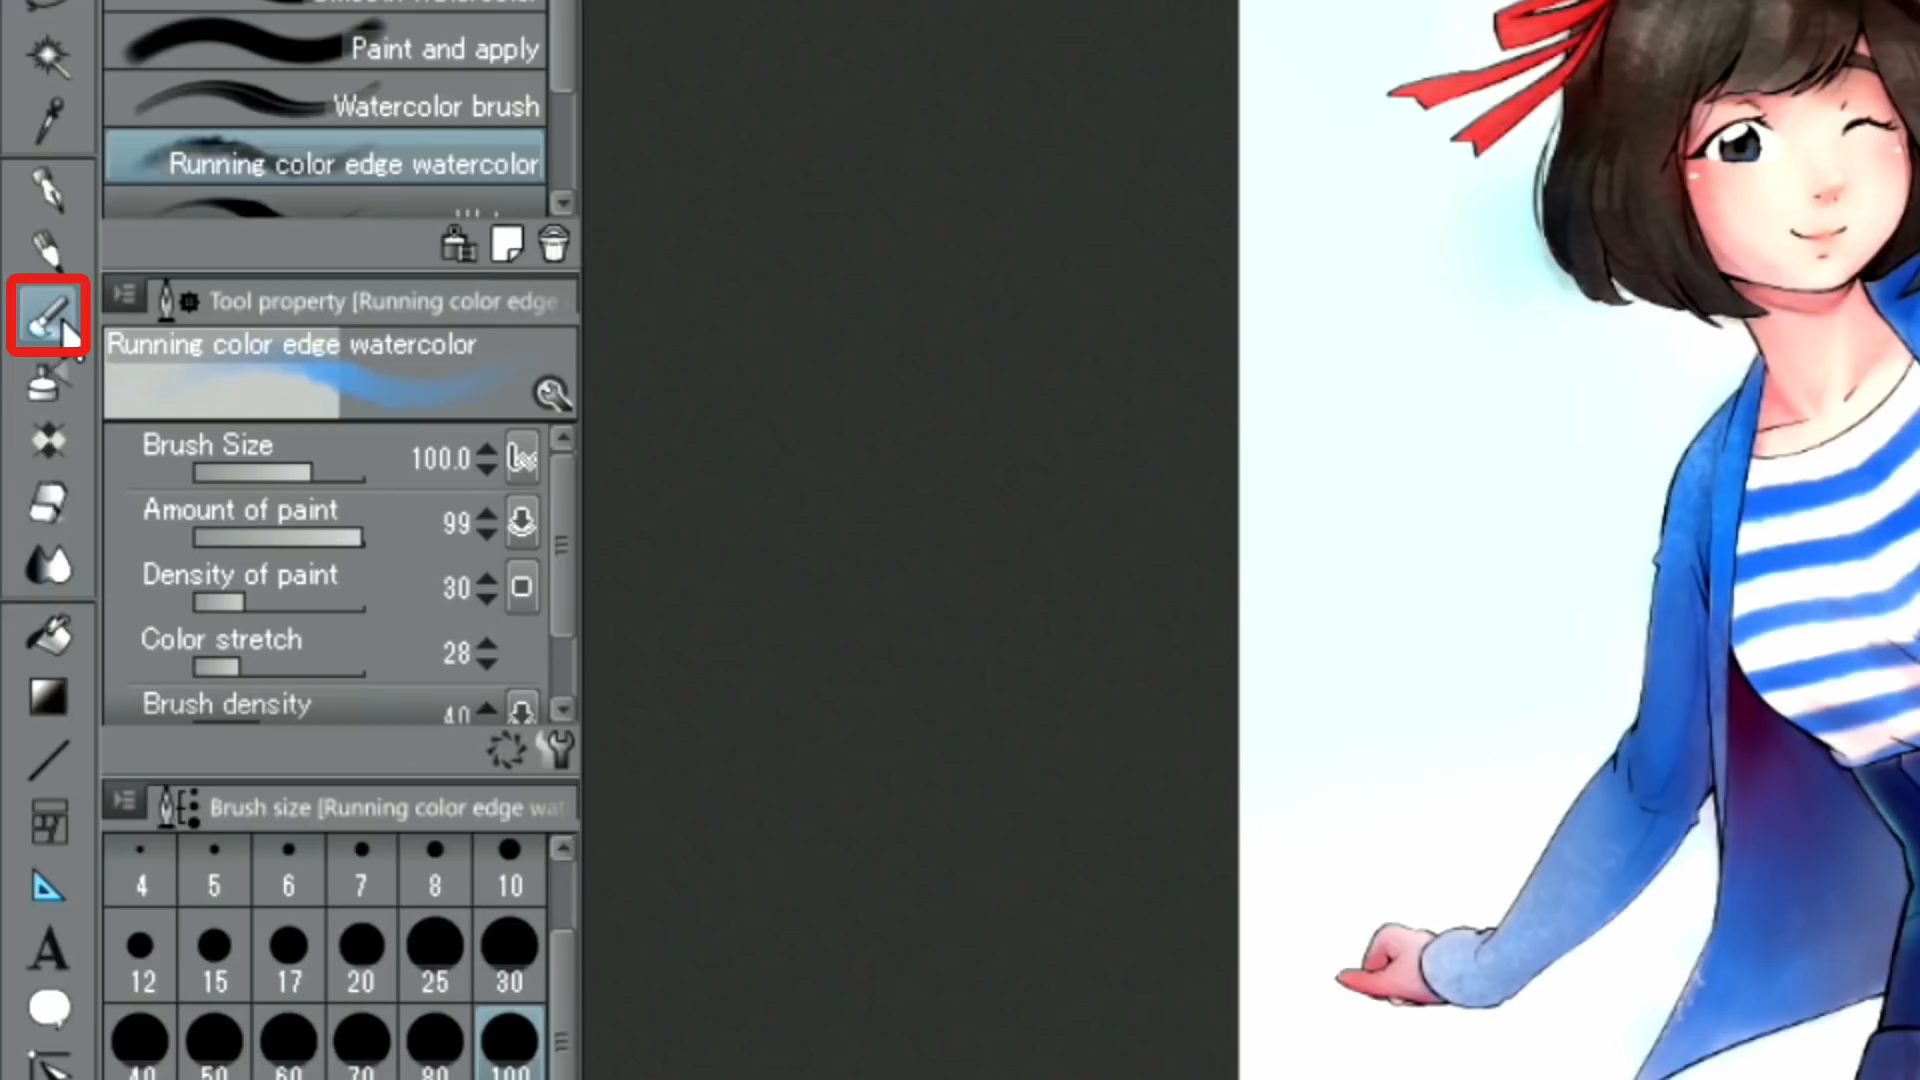 Smooth watercolor
Paint and apply
Watercolor brush
Running color edge watercolor
Tool property [Running color edge
Running color edge watercolor
Brush Size
100.0
Amount of paint
99
Density of paint
30
Color stretch
28
Brush density
40
Brush size [Running color edge wat
4 5 6 7 8 10
12 15 17 20 25 30
40 50 60 70 80 100
A